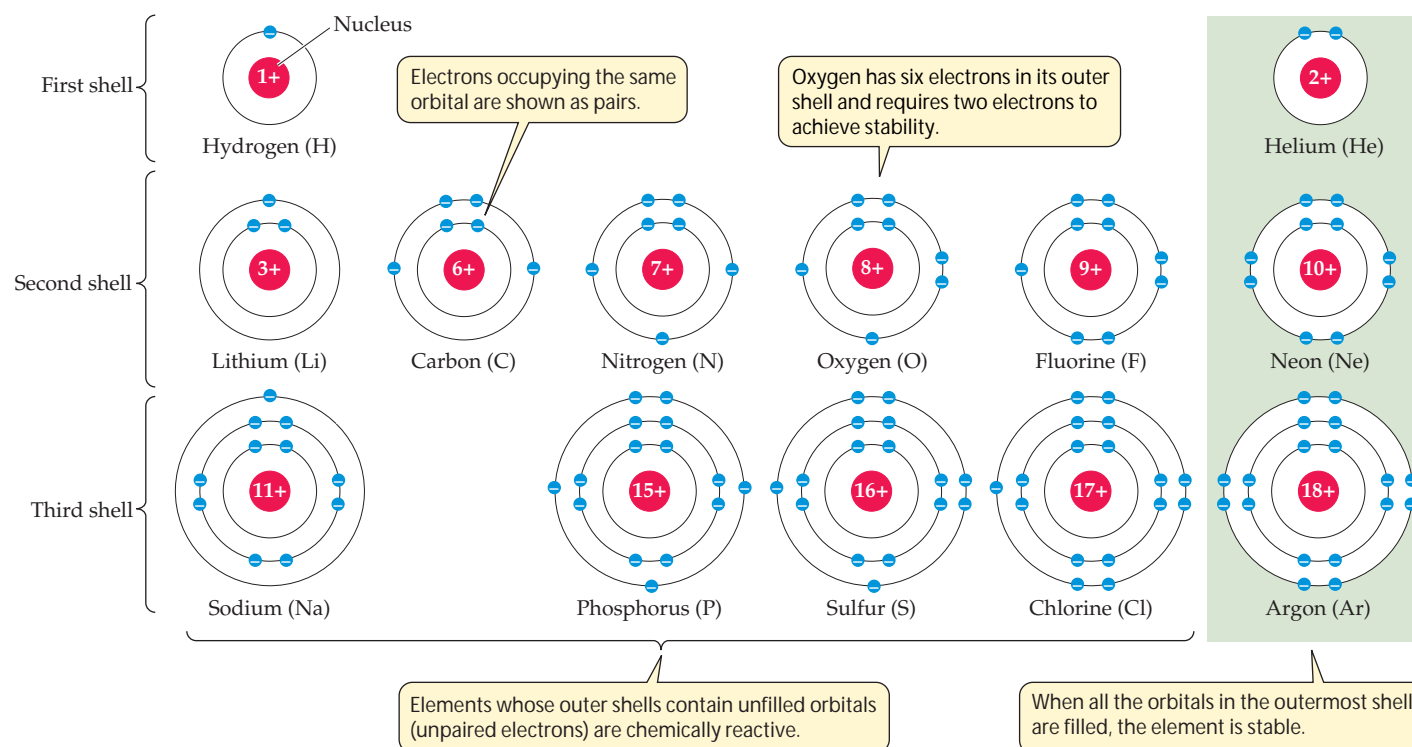 Nucleus
First shell
1+
Hydrogen (H)
Electrons occupying the same
orbital are shown as pairs.
Oxygen has six electrons in its outer
shell and requires two electrons to
achieve stability.
2+
Helium (He)
Second shell
3+
Lithium (Li)
6+
Carbon (C)
7+
Nitrogen (N)
8+
Oxygen (O)
9+
Fluorine (F)
10+
Neon (Ne)
Third shell
11+
Sodium (Na)
15+
Phosphorus (P)
16+
Sulfur (S)
17+
Chlorine (Cl)
18+
Argon (Ar)
Elements whose outer shells contain unfilled orbitals
(unpaired electrons) are chemically reactive.
When all the orbitals in the outermost shell
are filled, the element is stable.